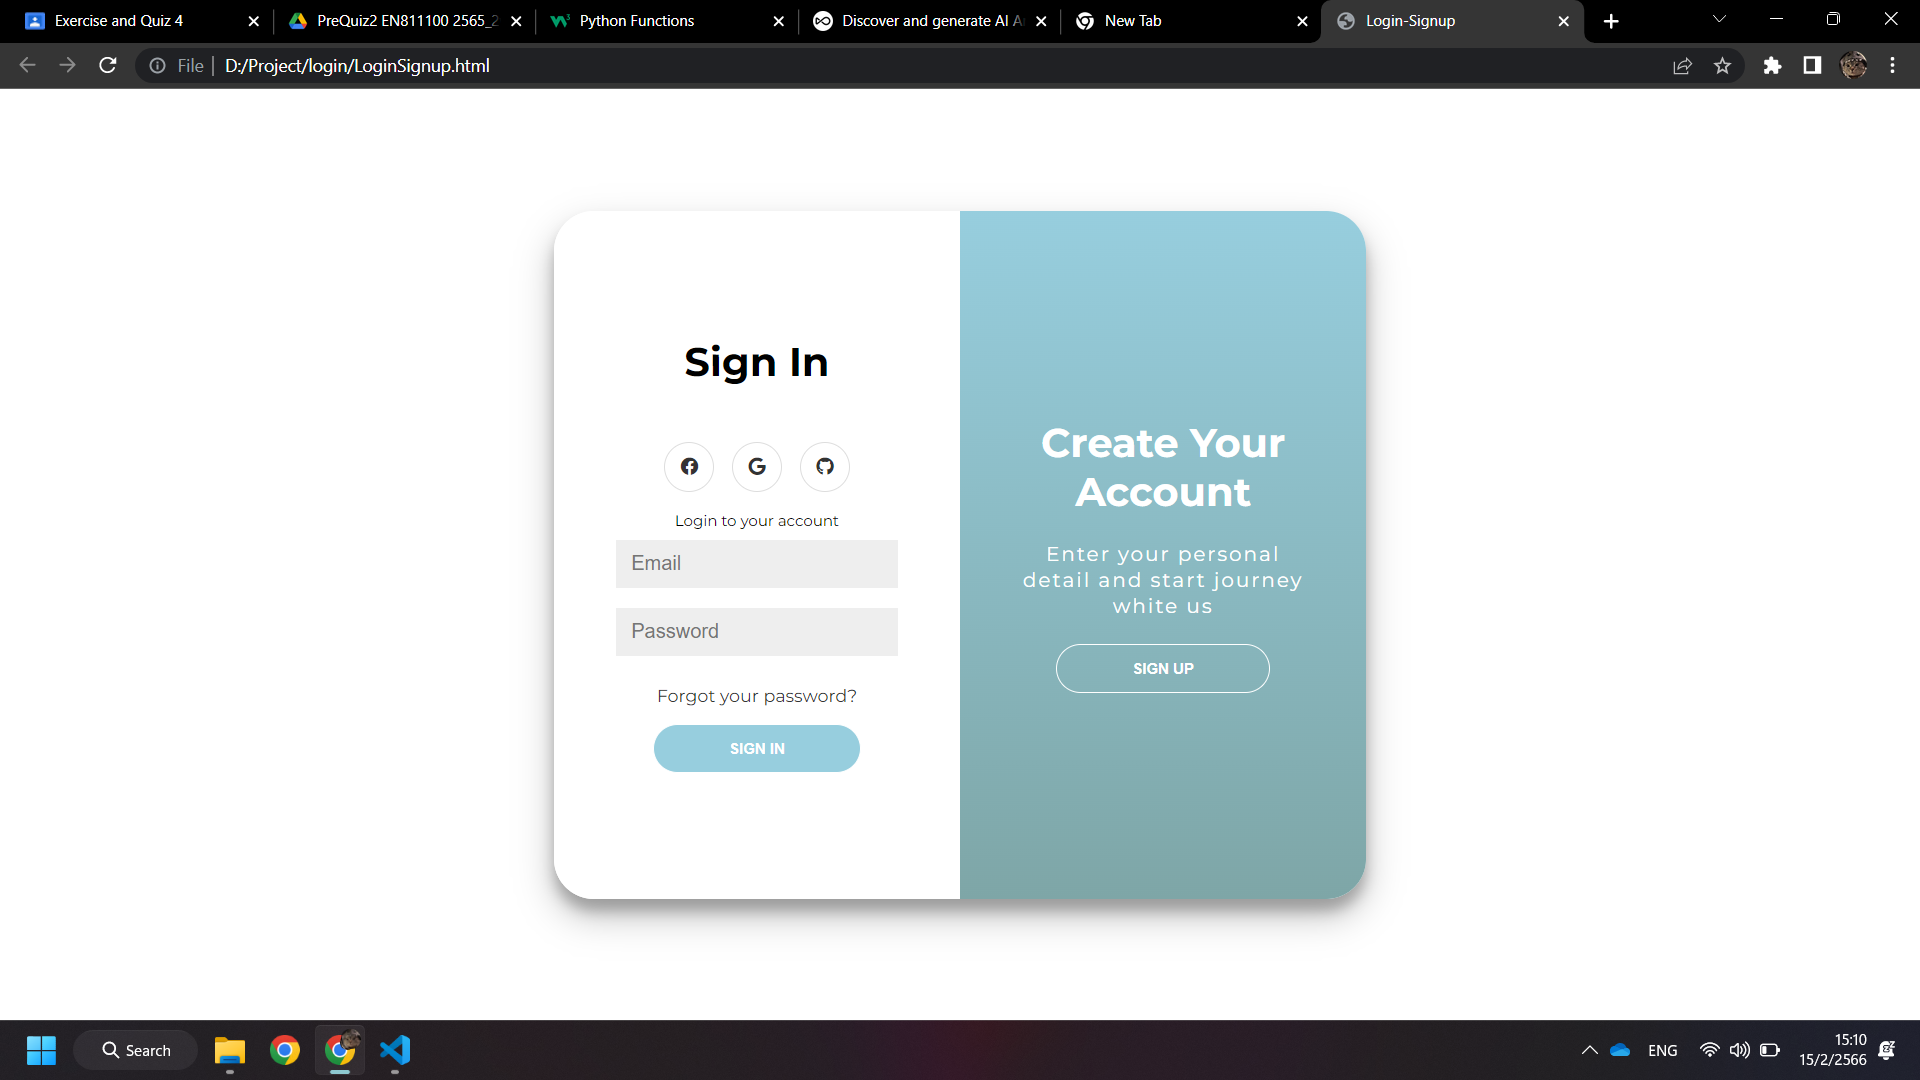 Exercise and Quiz 4
PreQuiz2 EN811100 2565_2
Python Functions
Discover and generate AI A
New Tab
Login-Signup
File
D:/Project/login/LoginSignup.html
Sign In
Login to your account
Email
Password
Forgot your password?
SIGN IN
Create Your
Account
Enter your personal
detail and start journey
white us
SIGN UP
Search
ENG
15:10
15/2/2566